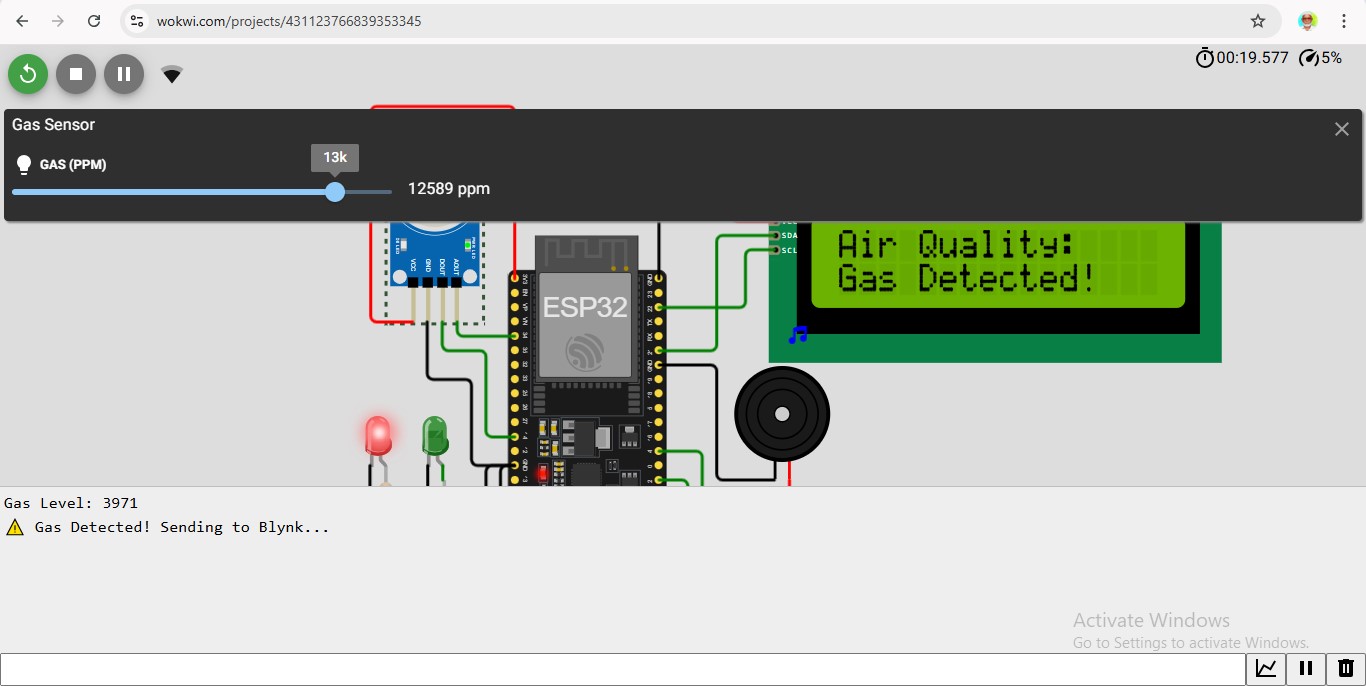 wokwi.com/projects/431123766839353345
00:19.577 5%
Gas Sensor
13k
GAS (PPM)
12589 ppm
SDA
SCL
Air Quality:
Gas Detected!
VCC
GND
DOUT
AOUT
ESP32
Gas Level: 3971
Gas Detected! Sending to Blynk...
Activate Windows
Go to Settings to activate Windows.